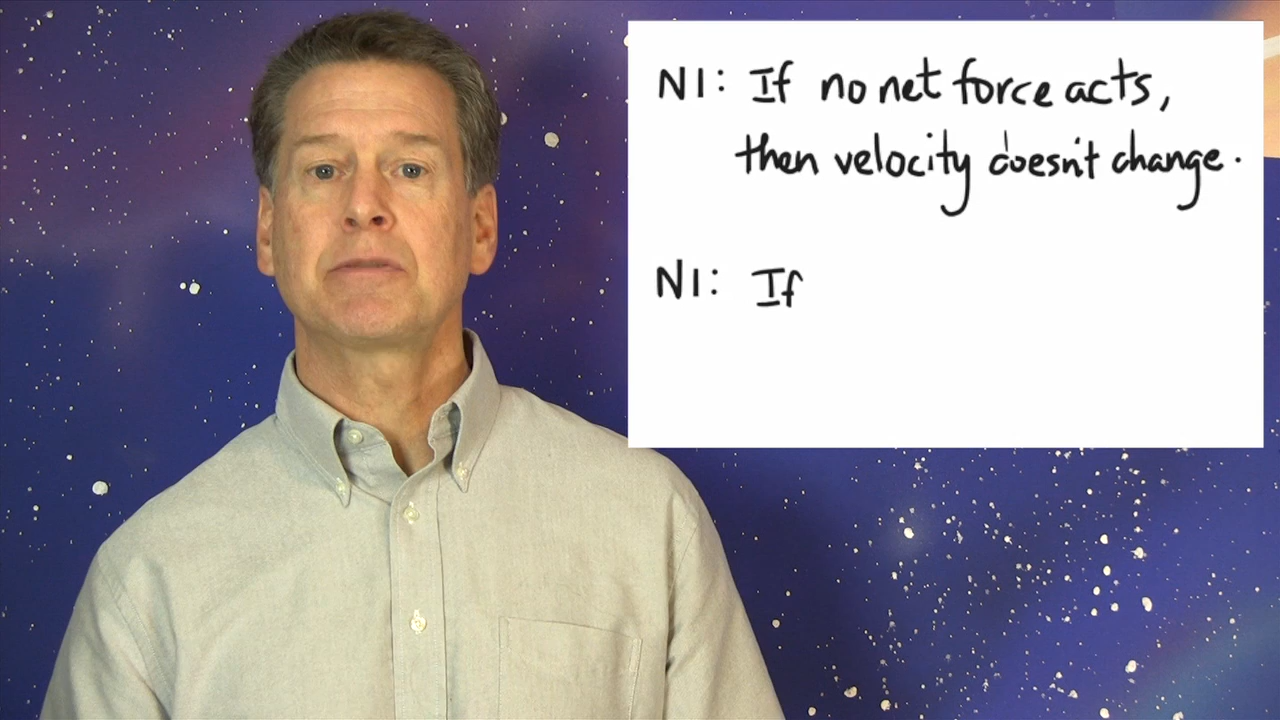 N1: If no net force acts,
then velocity doesn't change.
N1: If